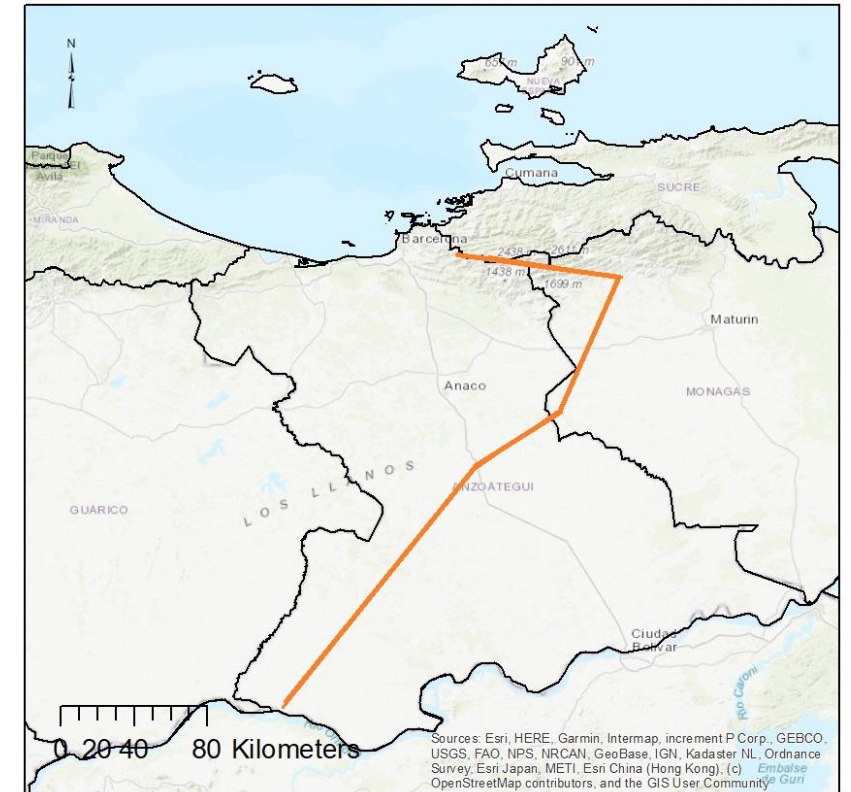 N
657 m
901 m
NUEVA
Parque
Avila
Cumana
SUCRE
MIRANDA
Barcelona
2438 m
2611 m
1438 m
1699 m
Maturin
Anaco
MONAGAS
LOS LLANOS
ANZOATEGUI
GUÁRICO
Ciudad
Bolivar
Rio Caroni
0 20 40 80 Kilometers
Sources: Esri, HERE, Garmin, Intermap, increment P Corp., GEBCO,
USGS, FAO, NPS, NRCAN, GeoBase, IGN, Kadaster NL, Ordnance
Survey, Esri Japan, METI, Esri China (Hong Kong), (c)
OpenStreetMap contributors, and the GIS User Community
Embalse
de Guri